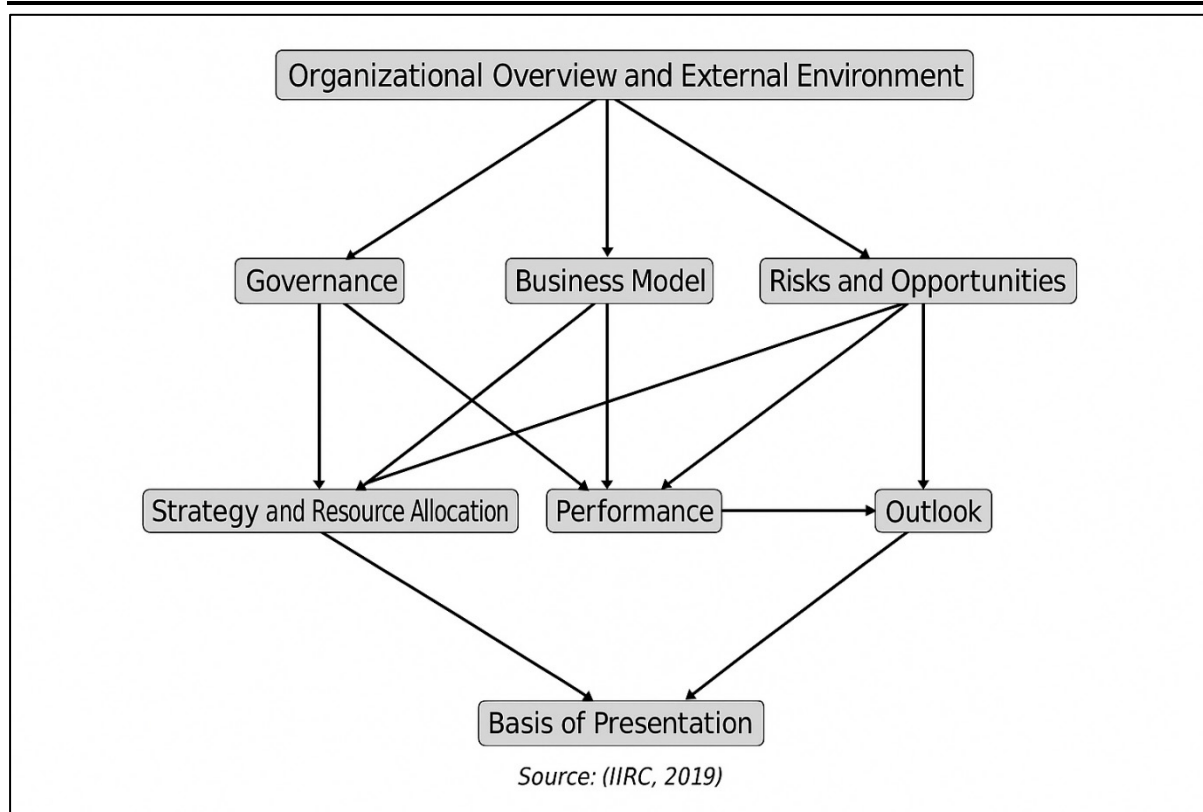 Organizational Overview and External Environment
Governance
Business Model
Risks and Opportunities
Strategy and Resource Allocation
Performance
Outlook
Basis of Presentation
Source: (IIRC, 2019)